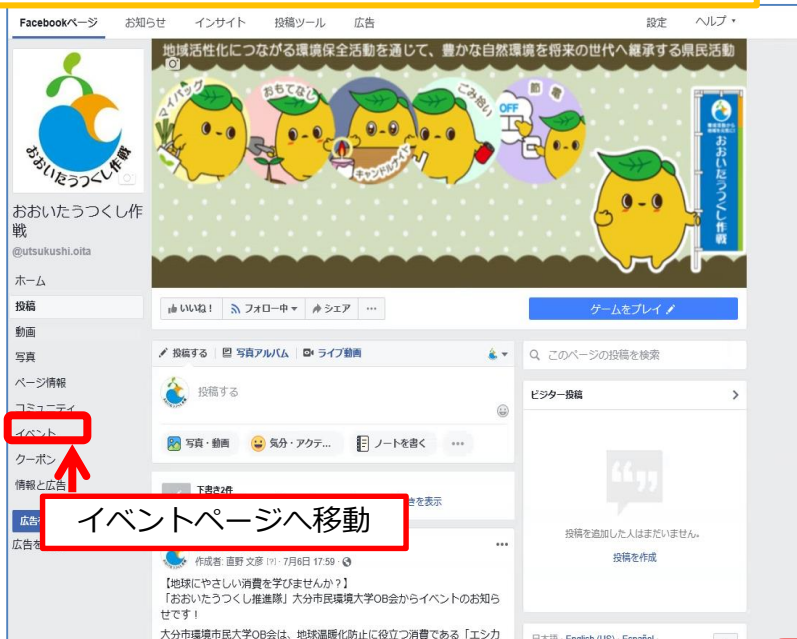 Facebookページ お知らせ インサイト 投稿ツール 広告 設定 ヘルプ
地域活性化につながる環境保全活動を通じて、豊かな自然環境を将来の世代へ継承する県民活動
マイバッグ
おもてなし
キャンドルナイト
ごみ拾い
節電
OFF
おおいたうつくし作戦
おおいたうつくし作戦
おおいたうつくし作
戦
@utsukushi.oita
ホーム
投稿
動画
写真
ページ情報
コミュニティ
イベント
クーポン
情報と広告
いいね! フォロー中 シェア ...
ゲームをプレイ
投稿する 写真アルバム ライブ動画
投稿する
写真・動画 気分・アクテ... ノートを書く ...
このページの投稿を検索
ビジター投稿
投稿を追加した人はまだいません。
投稿を作成
下書き2件
きを表示
イベントページへ移動
広告を
作成者: 直野 文彦 [?]・7月6日 17:59・
【地球にやさしい消費を学びませんか?】
「おおいたうつくし推進隊」大分市民環境大学OB会からイベントのお知ら
せです!
大分市環境市民大学OB会は、地球温暖化防止に役立つ消費である「エシカ
日本語・English (US)・Español・